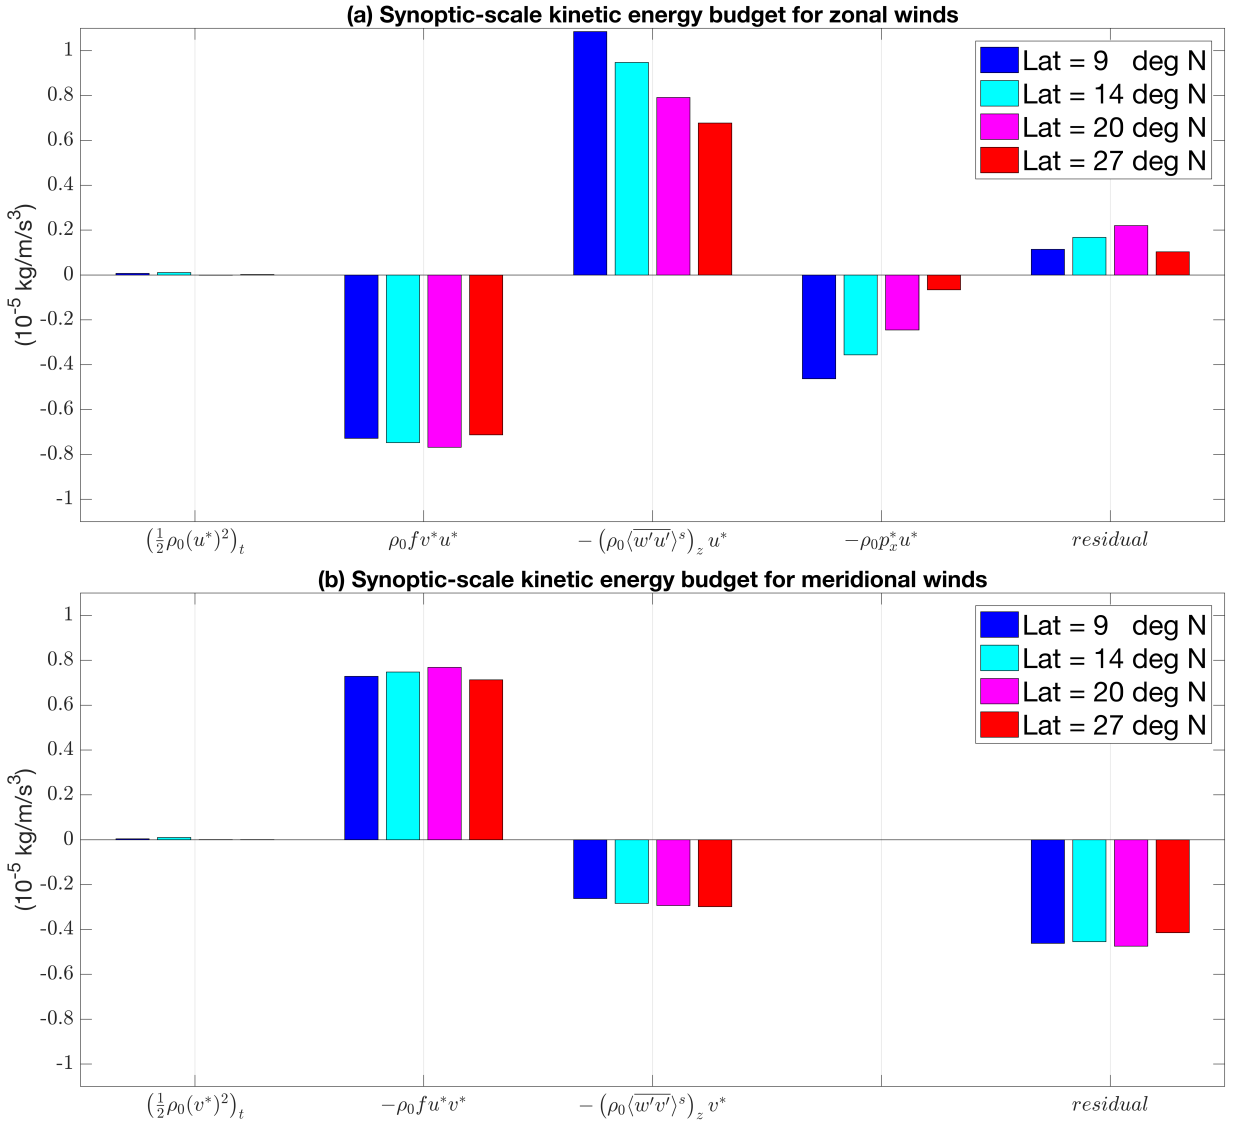 (a) Synoptic-scale kinetic energy budget for zonal winds
1
0.8
0.6
0.4
0.2
0
-0.2
-0.4
-0.6
-0.8
-1
(10⁻⁵ kg/m/s³)
Lat = 9 deg N
Lat = 14 deg N
Lat = 20 deg N
Lat = 27 deg N
(½ρ₀(u*)²)ₜ
ρ₀fv*u*
−(ρ₀⟨w′u′⟩ˢ)_z u*
−ρ₀p*ₓu*
residual
(b) Synoptic-scale kinetic energy budget for meridional winds
1
0.8
0.6
0.4
0.2
0
-0.2
-0.4
-0.6
-0.8
-1
(10⁻⁵ kg/m/s³)
Lat = 9 deg N
Lat = 14 deg N
Lat = 20 deg N
Lat = 27 deg N
(½ρ₀(v*)²)ₜ
−ρ₀fu*v*
−(ρ₀⟨w′v′⟩ˢ)_z v*
residual